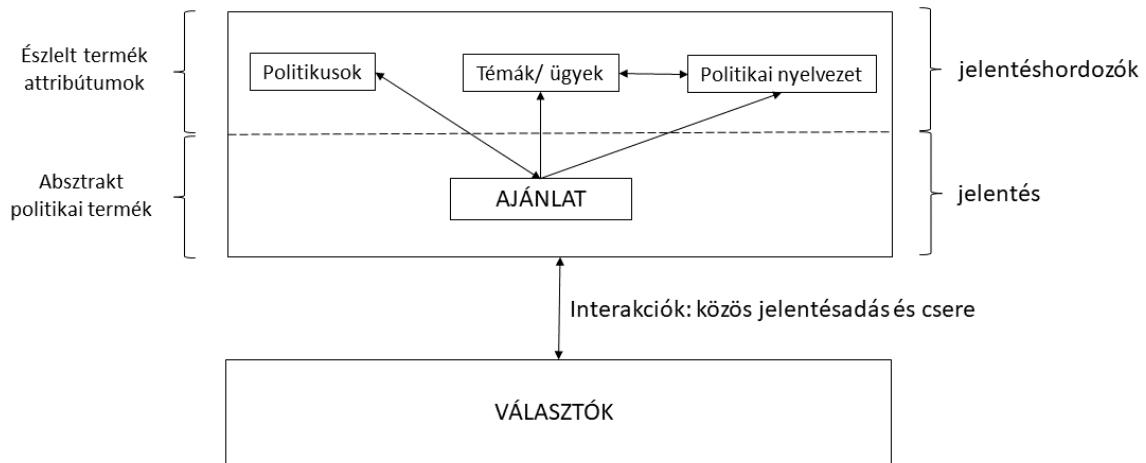 Észlelt termék
attribútumok
Politikusok
Témák/ ügyek
Politikai nyelvezet
jelentéshordozók
Absztrakt
politikai termék
AJÁNLAT
jelentés
Interakciók: közös jelentésadás és csere
VÁLASZTÓK